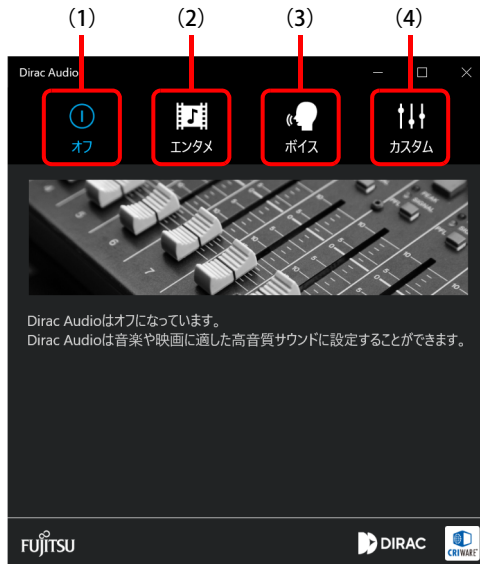 (1)
(2)
(3)
(4)
Dirac Audio
オフ
エンタメ
ボイス
カスタム
Dirac Audioはオフになっています。
Dirac Audioは音楽や映画に適した高音質サウンドに設定することができます。
FUJITSU
DIRAC
CRIWARE